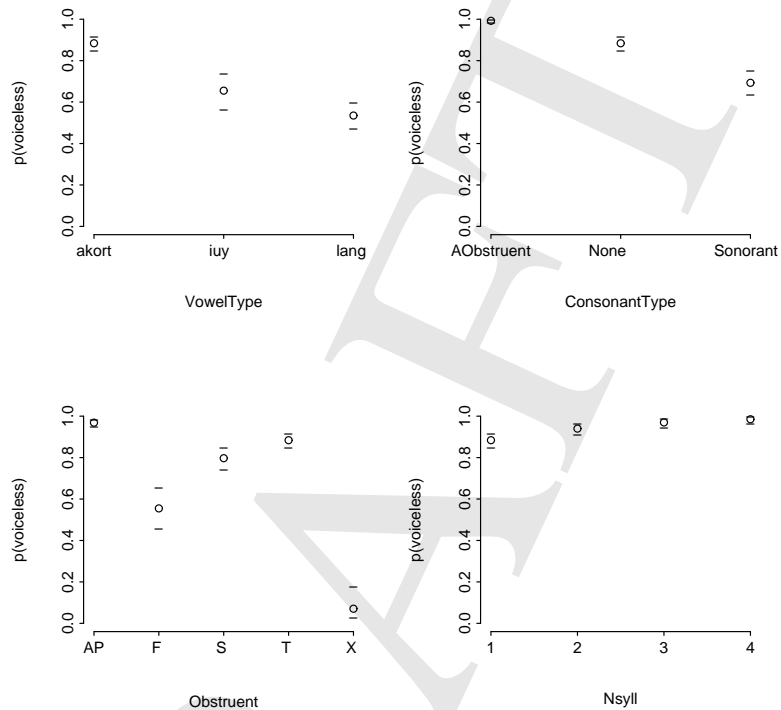 p(voiceless)
1.0
0.8
0.6
0.4
0.2
0.0
akort iuy lang
VowelType
p(voiceless)
1.0
0.8
0.6
0.4
0.2
0.0
AObstruent None Sonorant
ConsonantType
p(voiceless)
1.0
0.8
0.6
0.4
0.2
0.0
AP F S T X
Obstruent
p(voiceless)
1.0
0.8
0.6
0.4
0.2
0.0
1 2 3 4
Nsyll